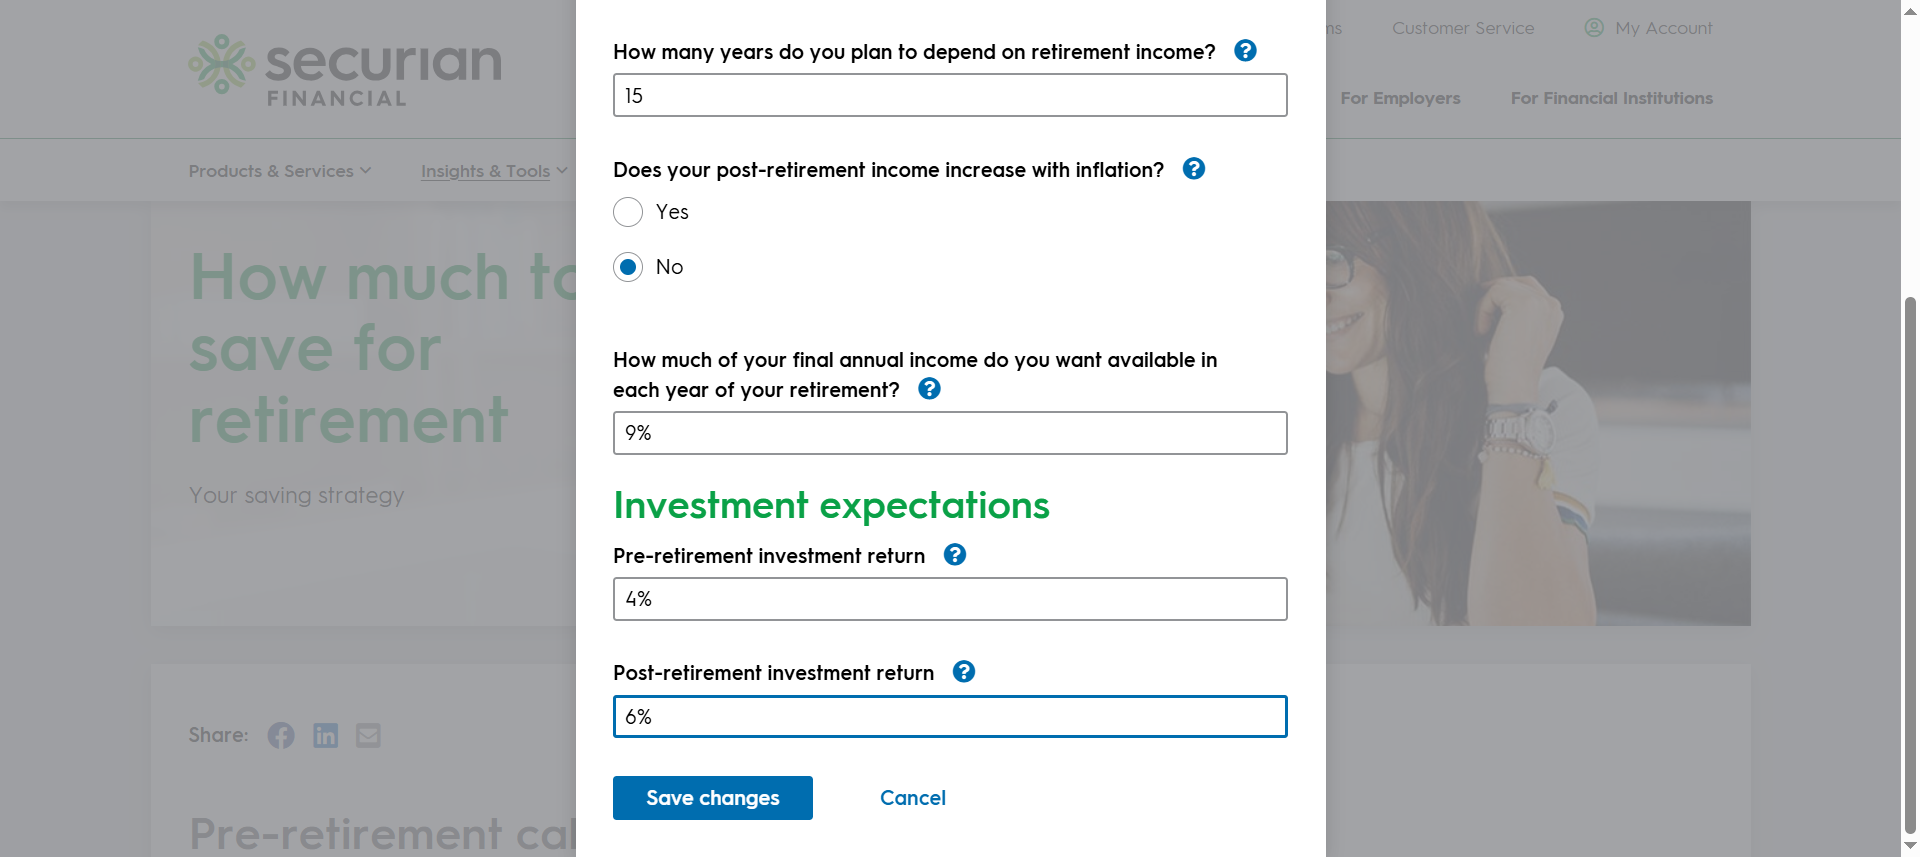 securian
FINANCIAL
ns
Customer Service
My Account
For Employers
For Financial Institutions
Products & Services
Insights & Tools
How much to
save for
retirement
Your saving strategy
Share:
Pre-retirement cal
How many years do you plan to depend on retirement income?
15
Does your post-retirement income increase with inflation?
Yes
No
How much of your final annual income do you want available in
each year of your retirement?
9%
Investment expectations
Pre-retirement investment return
4%
Post-retirement investment return
6%
Save changes
Cancel